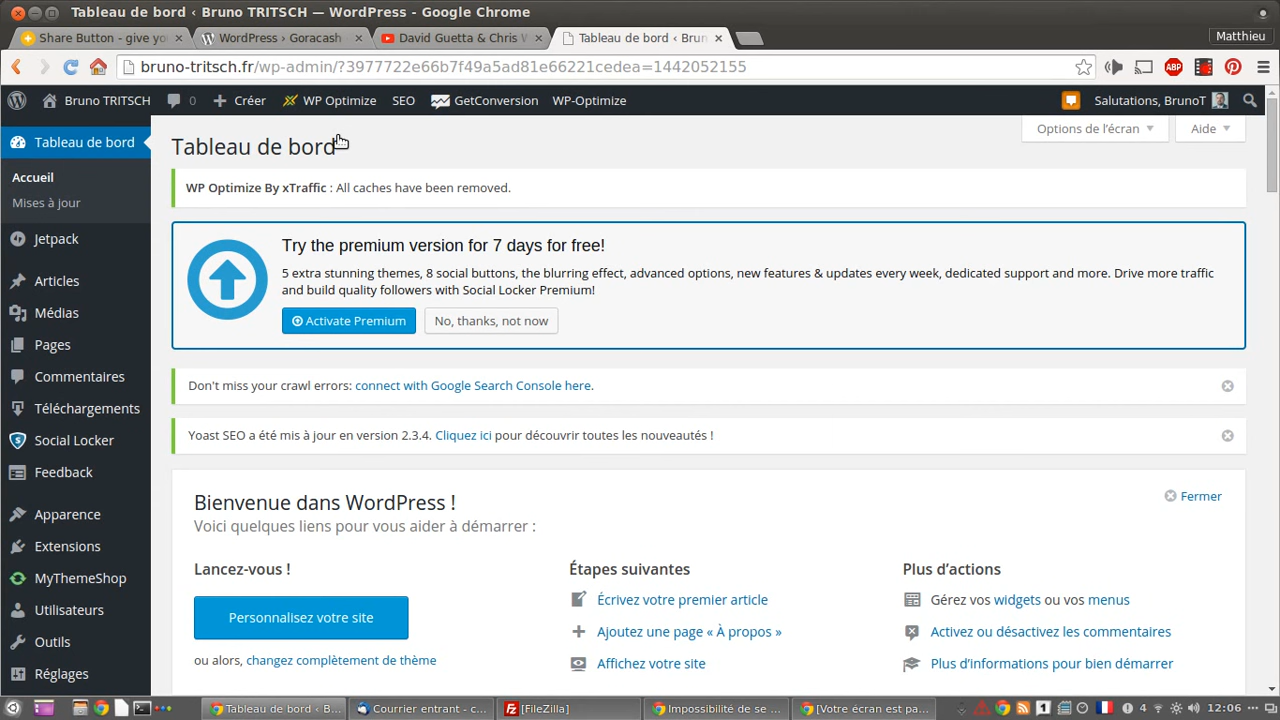 Tableau de bord ‹ Bruno TRITSCH — WordPress - Google Chrome
Share Button - give yo
WordPress › Goracash
David Guetta & Chris W
Tableau de bord ‹ Brun
Matthieu
bruno-tritsch.fr/wp-admin/?3977722e66b7f49a5ad81e66221cedea=1442052155
ABP
Bruno TRITSCH
0
Créer
WP Optimize
SEO
GetConversion
WP-Optimize
Salutations, BrunoT
Tableau de bord
Accueil
Mises à jour
Jetpack
Articles
Médias
Pages
Commentaires
Téléchargements
Social Locker
Feedback
Apparence
Extensions
MyThemeShop
Utilisateurs
Outils
Réglages
Tableau de bord
Options de l’écran
Aide
WP Optimize By xTraffic : All caches have been removed.
Try the premium version for 7 days for free!
5 extra stunning themes, 8 social buttons, the blurring effect, advanced options, new features & updates every week, dedicated support and more. Drive more traffic
and build quality followers with Social Locker Premium!
Activate Premium
No, thanks, not now
Don't miss your crawl errors: connect with Google Search Console here.
Yoast SEO a été mis à jour en version 2.3.4. Cliquez ici pour découvrir toutes les nouveautés !
Bienvenue dans WordPress !
Fermer
Voici quelques liens pour vous aider à démarrer :
Lancez-vous !
Personnalisez votre site
ou alors, changez complètement de thème
Étapes suivantes
Écrivez votre premier article
Ajoutez une page « À propos »
Affichez votre site
Plus d’actions
Gérez vos widgets ou vos menus
Activez ou désactivez les commentaires
Plus d’informations pour bien démarrer
Tableau de bord ‹ B...
Courrier entrant - c...
[FileZilla]
Impossibilité de se ...
[Votre écran est pa...
1
4
12:06